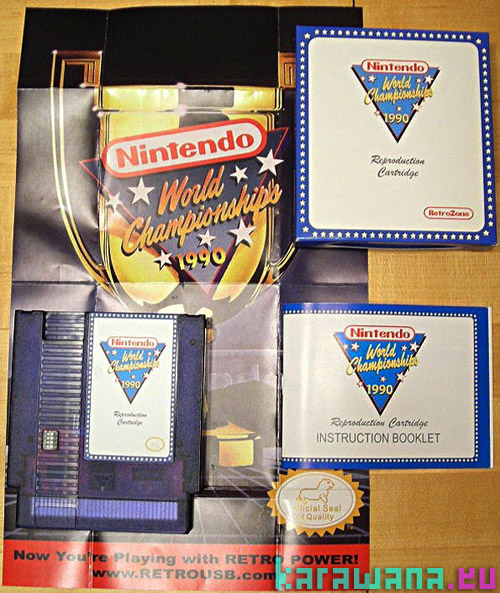 Nintendo
World
Championships
1990
Nintendo
World
Championships
1990
Reproduction
Cartridge
RetroZone
Nintendo
World
Championships
1990
Reproduction
Cartridge
Nintendo
World
Championships
1990
Reproduction Cartridge
INSTRUCTION BOOKLET
icial Seal
f Quality
Now You're Playing with RETRO POWER!
www.RETROUSB.com
karawana.eu